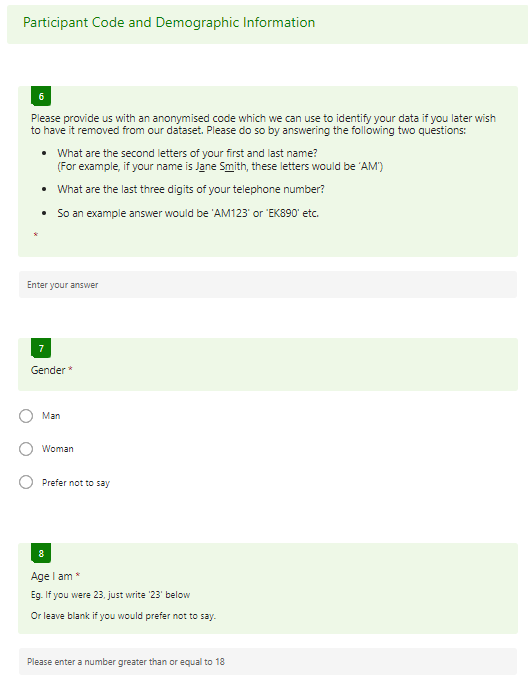 Participant Code and Demographic Information
6
Please provide us with an anonymised code which we can use to identify your data if you later wish
to have it removed from our dataset. Please do so by answering the following two questions:
• What are the second letters of your first and last name?
(For example, if your name is Jane Smith, these letters would be 'AM')
• What are the last three digits of your telephone number?
• So an example answer would be 'AM123' or 'EK890' etc.
*
Enter your answer
7
Gender *
Man
Woman
Prefer not to say
8
Age I am *
Eg. If you were 23, just write '23' below
Or leave blank if you would prefer not to say.
Please enter a number greater than or equal to 18